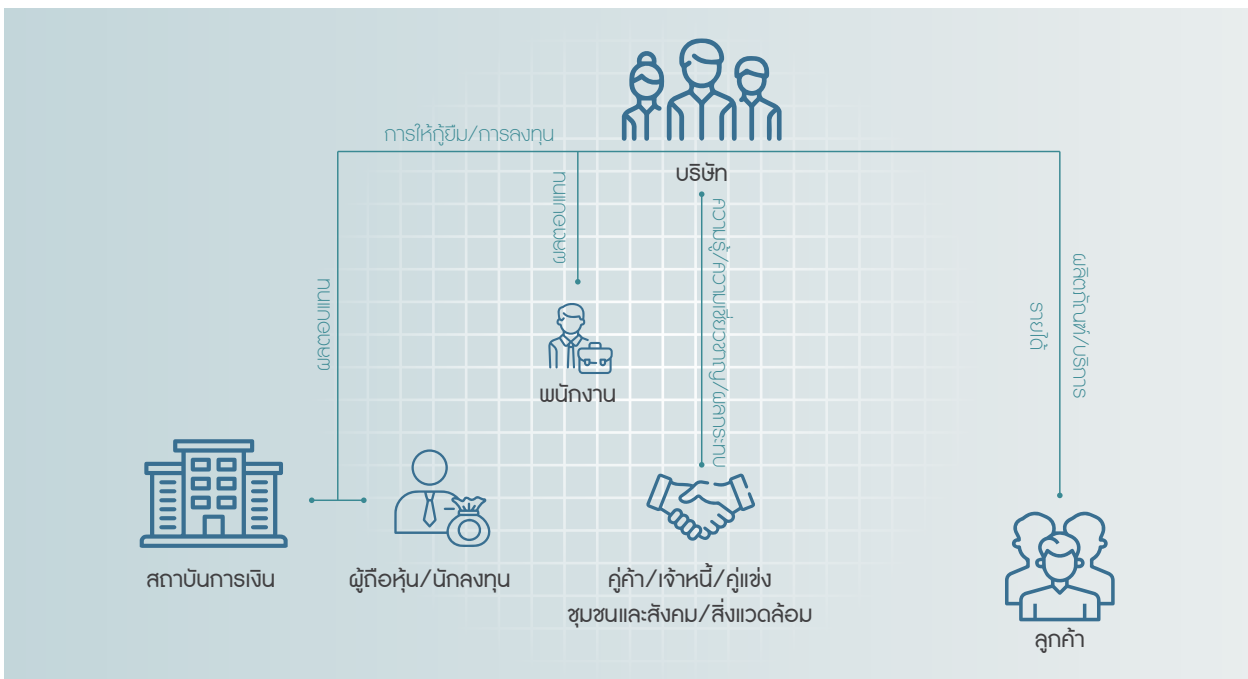 การให้กู้ยืม/การลงทุน
บริษัท
ผลตอบแทน
ความรู้/ความเชี่ยวชาญ/ผลกระทบ
ผลตอบแทน
รายได้
ผลิตภัณฑ์/บริการ
พนักงาน
สถาบันการเงิน
ผู้ถือหุ้น/นักลงทุน
คู่ค้า/เจ้าหนี้/คู่แข่ง
ชุมชนและสังคม/สิ่งแวดล้อม
ลูกค้า